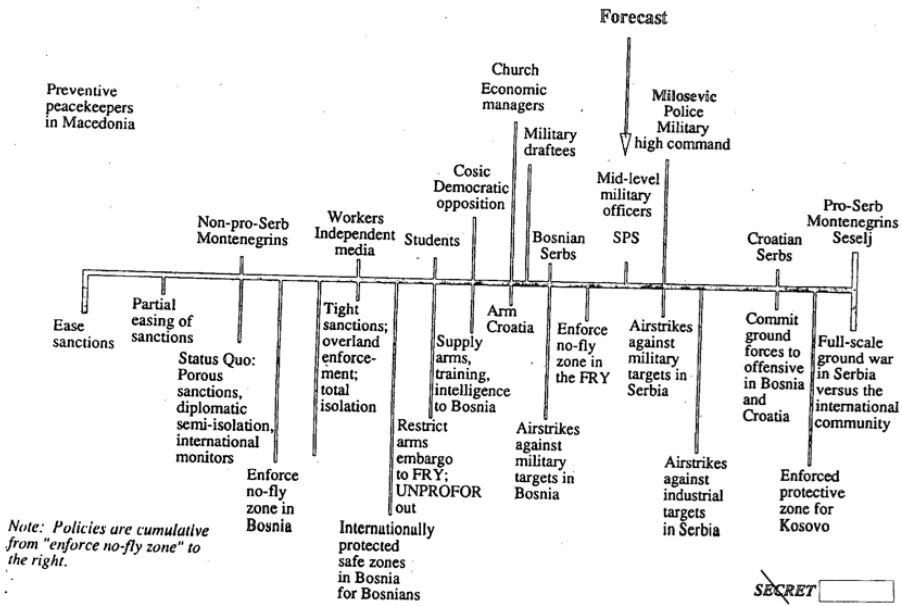 Forecast
Preventive
peacekeepers
in Macedonia
Church
Economic
managers
Military
draftees
Milosevic
Police
Military
high command
Cosic
Democratic
opposition
Mid-level
military
officers
SPS
Pro-Serb
Montenegrins
Seselj
Non-pro-Serb
Montenegrins
Workers
Independent
media
Students
Bosnian
Serbs
Croatian
Serbs
Ease
sanctions
Partial
easing of
sanctions
Status Quo:
Porous
sanctions,
diplomatic
semi-isolation,
international
monitors
Enforce
no-fly
zone in
Bosnia
Tight
sanctions;
overland
enforce-
ment;
total
isolation
Internationally
protected
safe zones
in Bosnia
for Bosnians
Restrict
arms
embargo
to FRY;
UNPROFOR
out
Supply
arms,
training,
intelligence
to Bosnia
Arm
Croatia
Airstrikes
against
military
targets in
Bosnia
Enforce
no-fly
zone in
the FRY
Airstrikes
against
military
targets in
Serbia
Airstrikes
against
industrial
targets
in Serbia
Commit
ground
forces to
offensive
in Bosnia
and
Croatia
Enforced
protective
zone for
Kosovo
Full-scale
ground war
in Serbia
versus the
international
community
Note: Policies are cumulative
from "enforce no-fly zone" to
the right.
SECRET